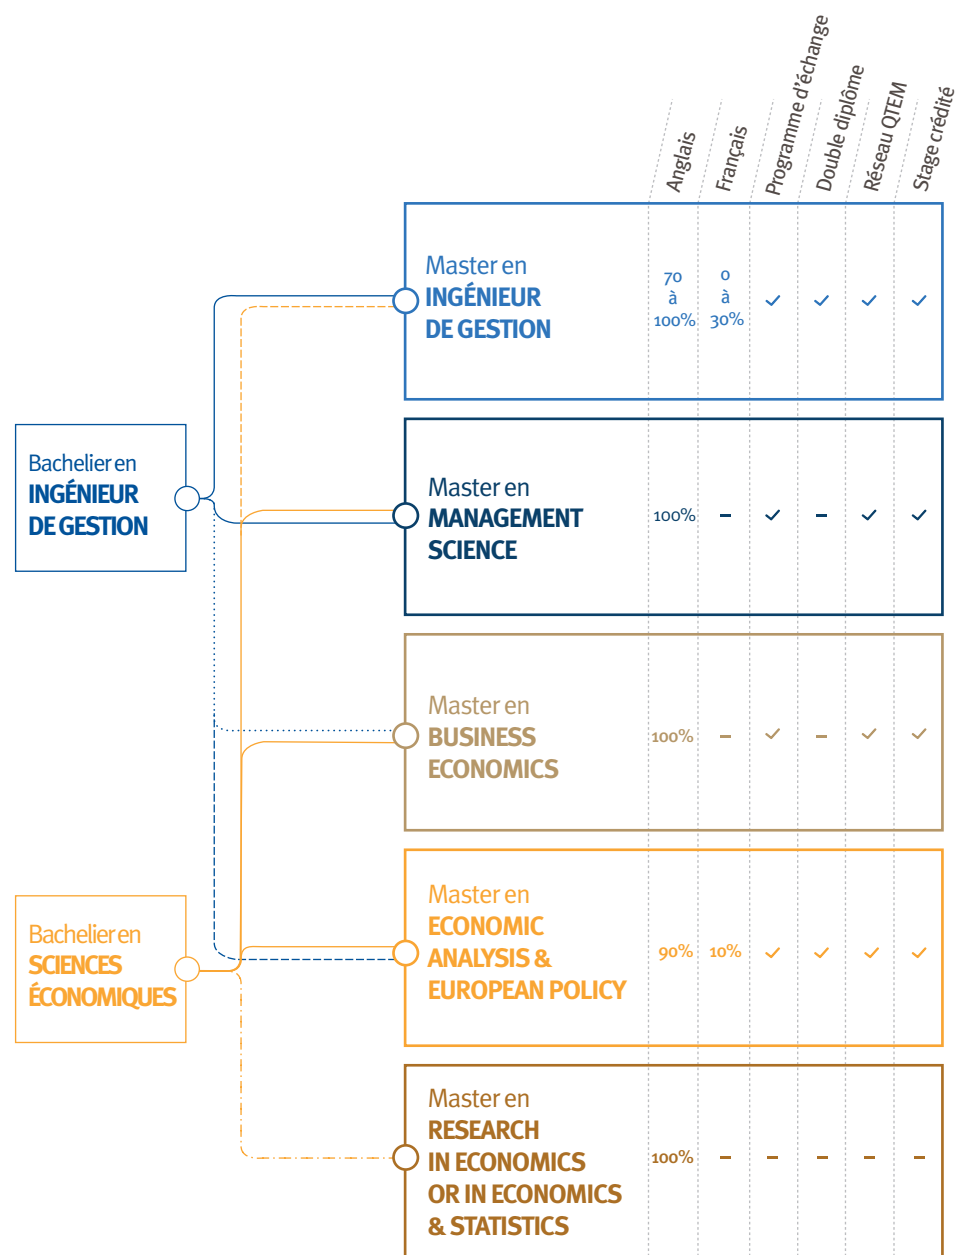 Anglais
Français
Programme d'échange
Double diplôme
Réseau QTEM
Stage crédité
Master en
INGÉNIEUR
DE GESTION
70
à
100%
0
à
30%
Bachelier en
INGÉNIEUR
DE GESTION
Master en
MANAGEMENT
SCIENCE
100% – –
Master en
BUSINESS
ECONOMICS
100% – –
Bachelier en
SCIENCES
ÉCONOMIQUES
Master en
ECONOMIC
ANALYSIS &
EUROPEAN POLICY
90% 10%
Master en
RESEARCH
IN ECONOMICS
OR IN ECONOMICS
& STATISTICS
100% – – – – –